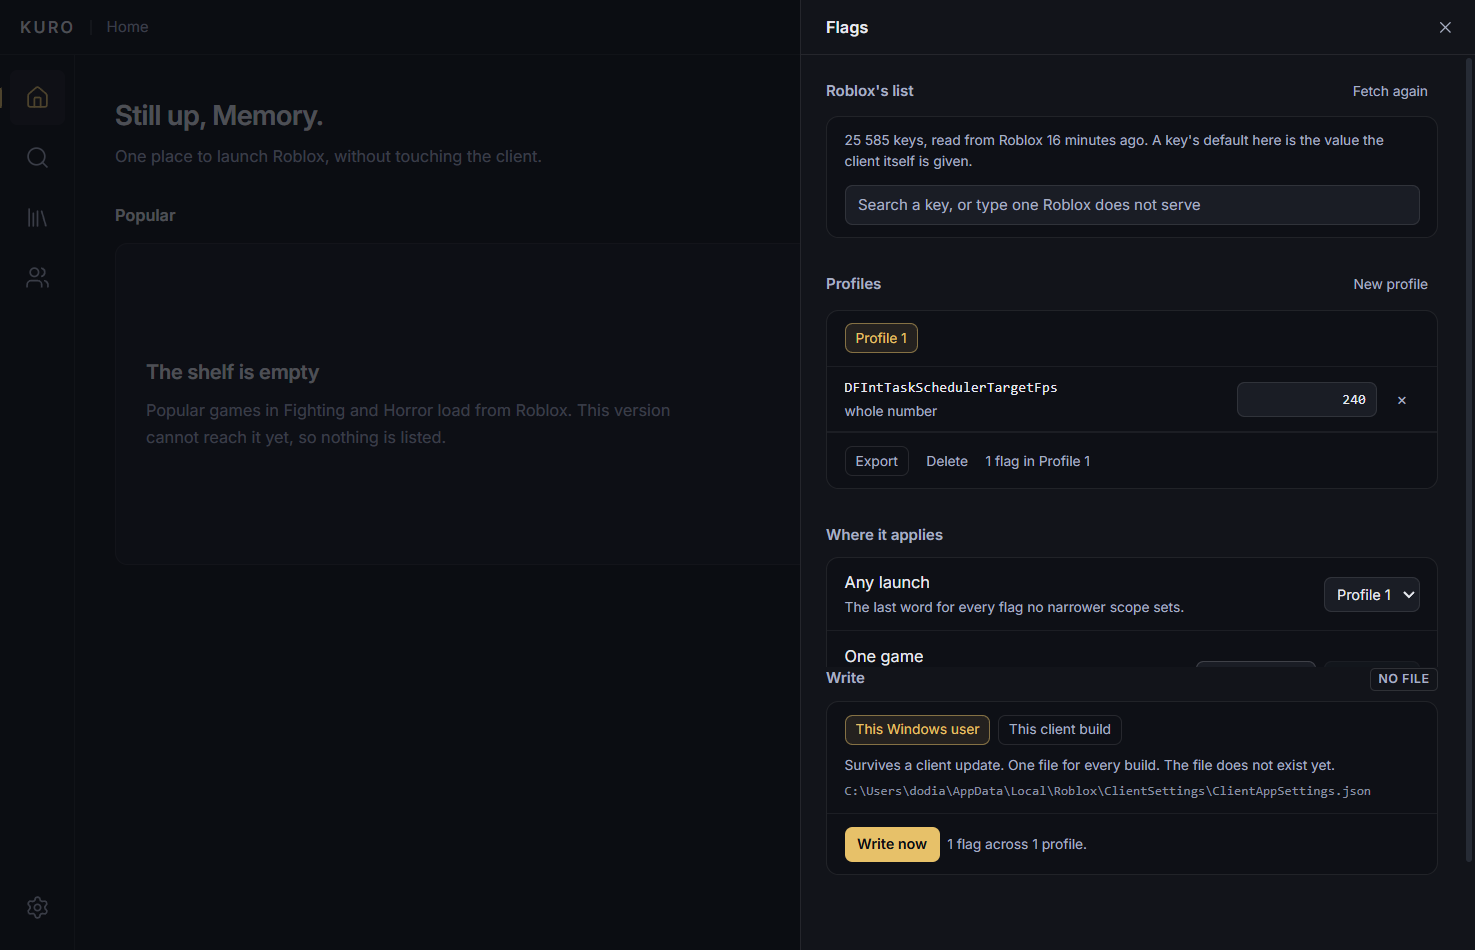 KURO
Home
Still up, Memory.
One place to launch Roblox, without touching the client.
Popular
The shelf is empty
Popular games in Fighting and Horror load from Roblox. This version
cannot reach it yet, so nothing is listed.
Flags
Roblox's list
Fetch again
25 585 keys, read from Roblox 16 minutes ago. A key's default here is the value the
client itself is given.
Search a key, or type one Roblox does not serve
Profiles
New profile
Profile 1
DFIntTaskSchedulerTargetFps
whole number
240
Export
Delete
1 flag in Profile 1
Where it applies
Any launch
The last word for every flag no narrower scope sets.
Profile 1
One game
Write
NO FILE
This Windows user
This client build
Survives a client update. One file for every build. The file does not exist yet.
C:\Users\dodia\AppData\Local\Roblox\ClientSettings\ClientAppSettings.json
Write now
1 flag across 1 profile.